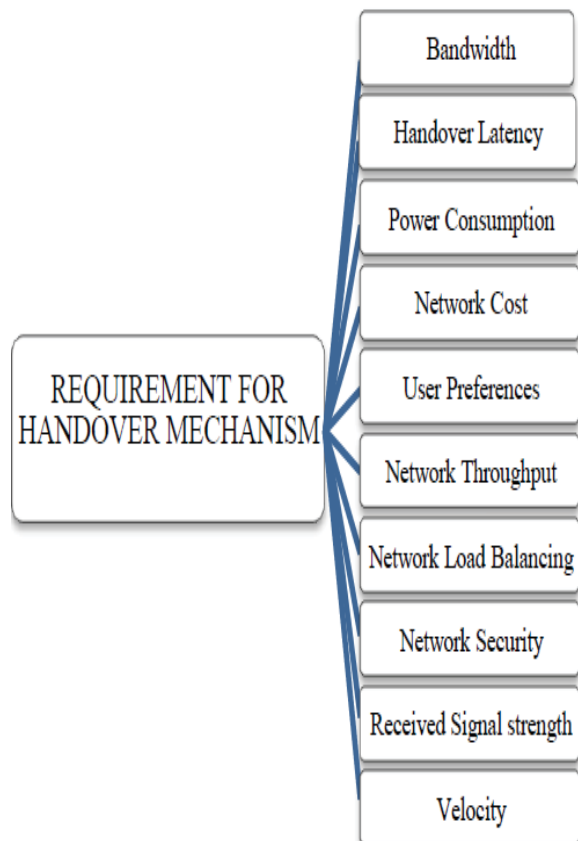 REQUIREMENT FOR
HANDOVER MECHANISM
Bandwidth
Handover Latency
Power Consumption
Network Cost
User Preferences
Network Throughput
Network Load Balancing
Network Security
Received Signal strength
Velocity